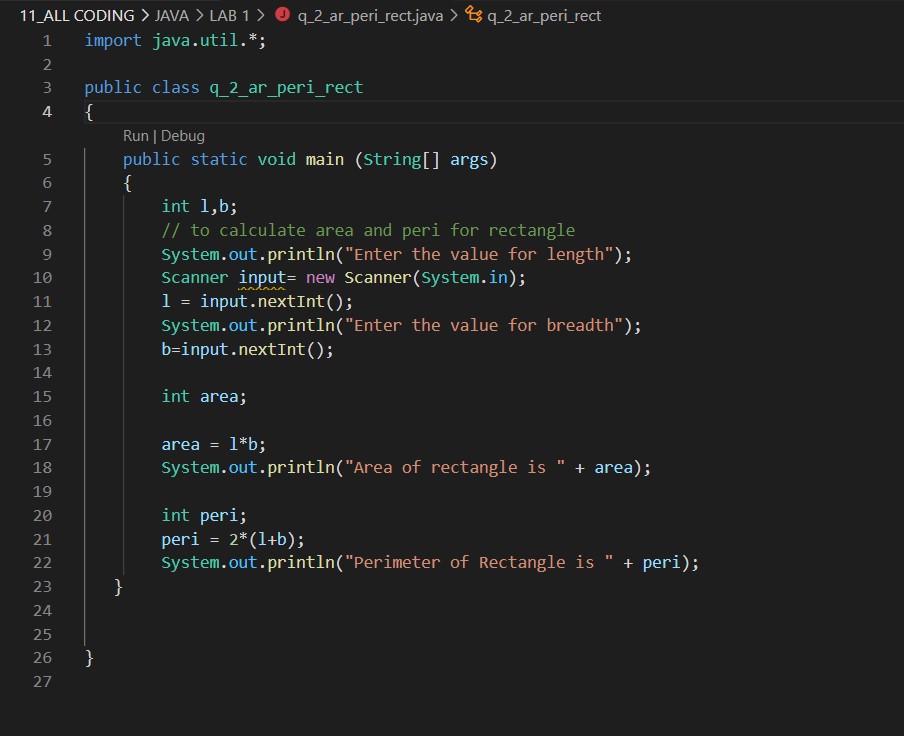 11_ALL CODING > JAVA > LAB 1 > J q_2_ar_peri_rect.java > q_2_ar_peri_rect
1 import java.util.*;
2
3 public class q_2_ar_peri_rect
4 {
Run | Debug
5 public static void main (String[] args)
6 {
7 int l,b;
8 // to calculate area and peri for rectangle
9 System.out.println("Enter the value for length");
10 Scanner input= new Scanner(System.in);
11 l = input.nextInt();
12 System.out.println("Enter the value for breadth");
13 b=input.nextInt();
14
15 int area;
16
17 area = l*b;
18 System.out.println("Area of rectangle is " + area);
19
20 int peri;
21 peri = 2*(l+b);
22 System.out.println("Perimeter of Rectangle is " + peri);
23 }
24
25
26 }
27